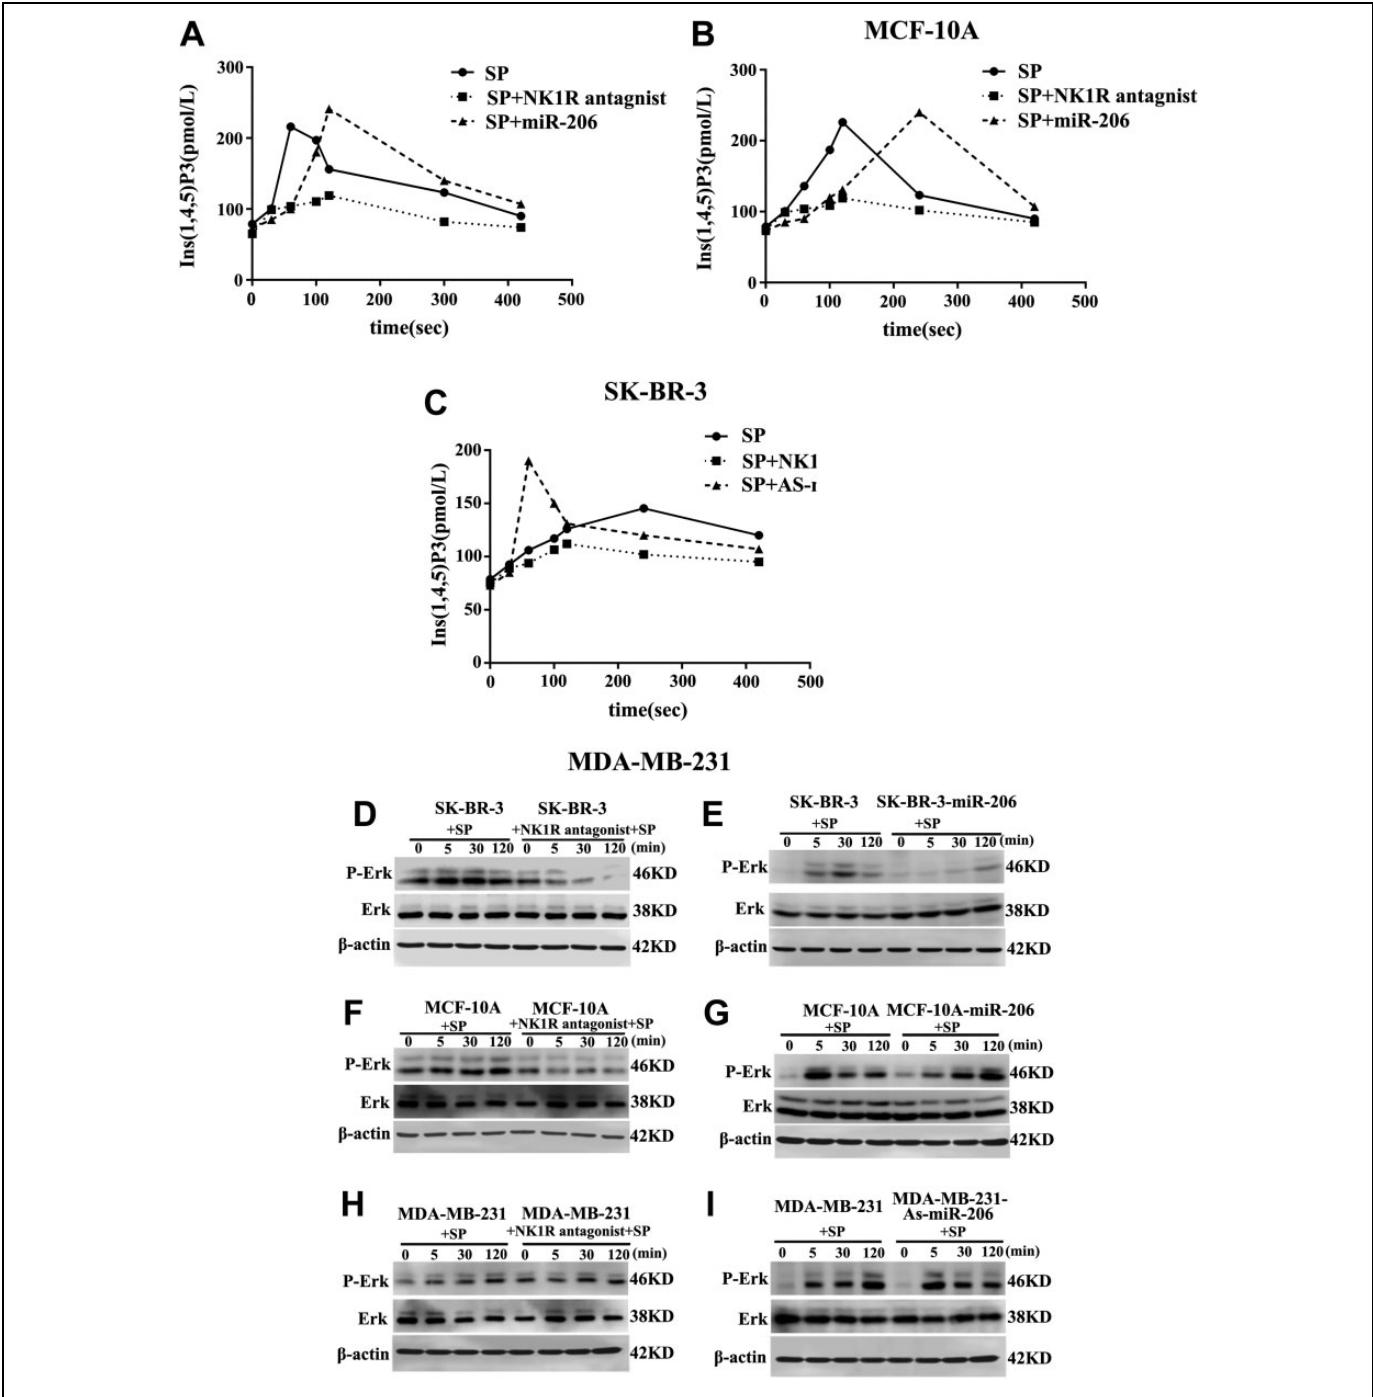 A
300
200
100
0
Ins(1,4,5)P3(pmol/L)
0 100 200 300 400 500
time(sec)
SP
SP+NK1R antagnist
SP+miR-206
B
MCF-10A
300
200
100
0
Ins(1,4,5)P3(pmol/L)
0 100 200 300 400 500
time(sec)
SP
SP+NK1R antagnist
SP+miR-206
C
SK-BR-3
200
150
100
50
0
Ins(1,4,5)P3(pmol/L)
0 100 200 300 400 500
time(sec)
SP
SP+NK1
SP+AS-
MDA-MB-231
D
SK-BR-3 SK-BR-3
+SP +NK1R antagonist+SP
0 5 30 120 0 5 30 120 (min)
P-Erk 46KD
Erk 38KD
β-actin 42KD
E
SK-BR-3 SK-BR-3-miR-206
+SP +SP
0 5 30 120 0 5 30 120 (min)
P-Erk 46KD
Erk 38KD
β-actin 42KD
F
MCF-10A MCF-10A
+SP +NK1R antagonist+SP
0 5 30 120 0 5 30 120 (min)
P-Erk 46KD
Erk 38KD
β-actin 42KD
G
MCF-10A MCF-10A-miR-206
+SP +SP
0 5 30 120 0 5 30 120 (min)
P-Erk 46KD
Erk 38KD
β-actin 42KD
H
MDA-MB-231 MDA-MB-231
+SP +NK1R antagonist+SP
0 5 30 120 0 5 30 120 (min)
P-Erk 46KD
Erk 38KD
β-actin 42KD
I
MDA-MB-231 MDA-MB-231-
As-miR-206
+SP +SP
0 5 30 120 0 5 30 120 (min)
P-Erk 46KD
Erk 38KD
β-actin 42KD